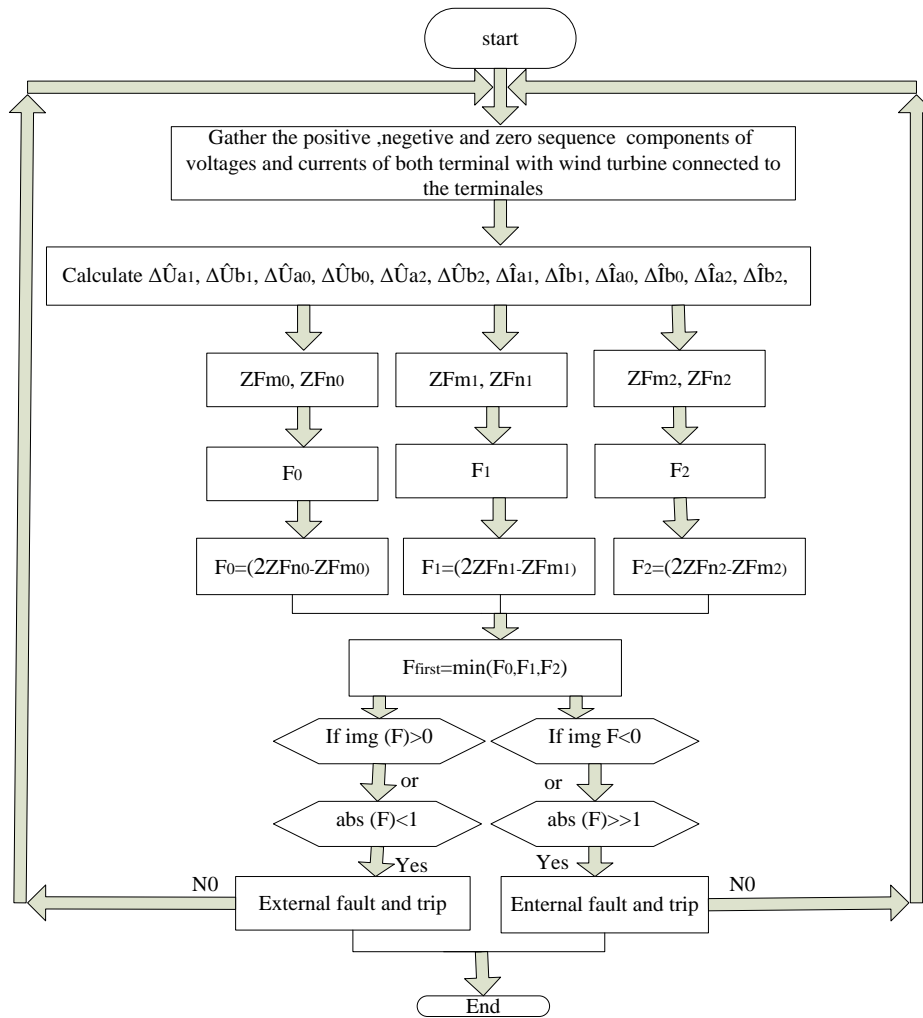 start
Gather the positive ,negetive and zero sequence components of
voltages and currents of both terminal with wind turbine connected to
the terminales
Calculate ΔÛa1, ΔÛb1, ΔÛa0, ΔÛb0, ΔÛa2, ΔÛb2, ΔÎa1, ΔÎb1, ΔÎa0, ΔÎb0, ΔÎa2, ΔÎb2,
ZFm0, ZFn0
ZFm1, ZFn1
ZFm2, ZFn2
F0
F1
F2
F0=(2ZFn0-ZFm0)
F1=(2ZFn1-ZFm1)
F2=(2ZFn2-ZFm2)
Ffirst=min(F0,F1,F2)
If img (F)>0
If img F<0
or
or
abs (F)<1
abs (F)>>1
Yes
Yes
N0
N0
External fault and trip
Enternal fault and trip
End